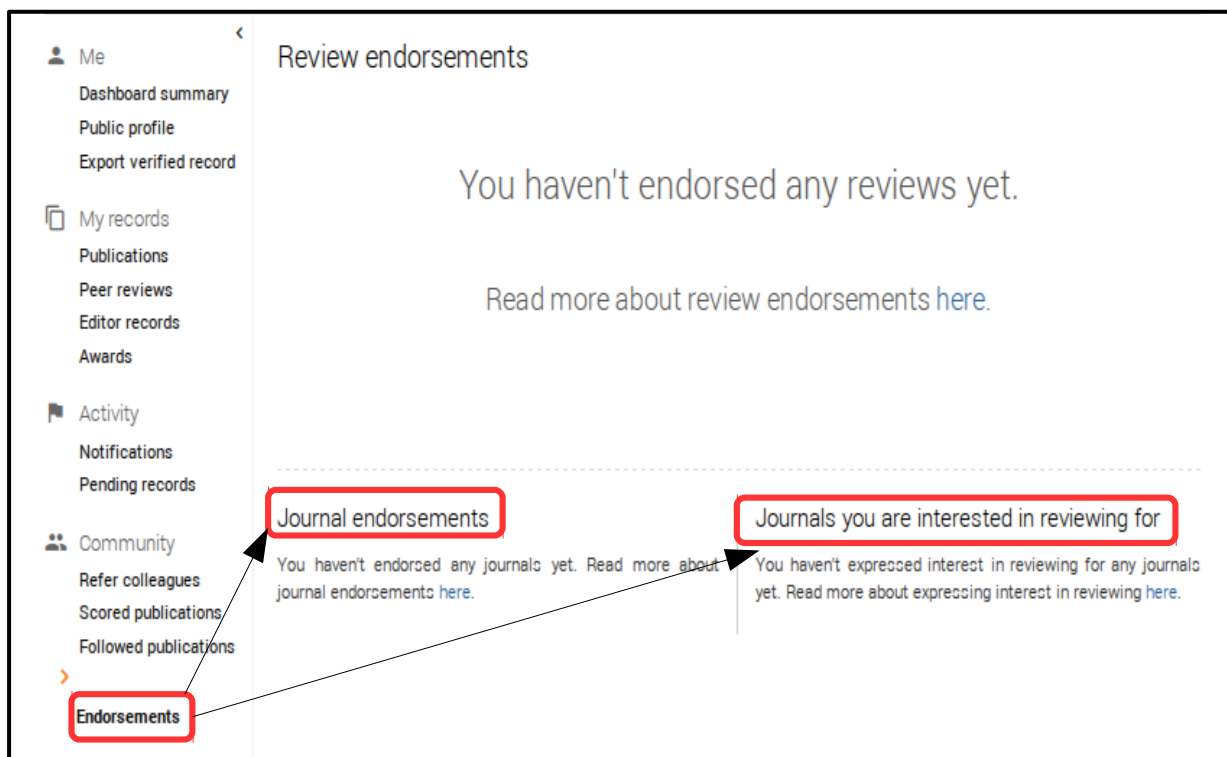 Me
Dashboard summary
Public profile
Export verified record
My records
Publications
Peer reviews
Editor records
Awards
Activity
Notifications
Pending records
Community
Refer colleagues
Scored publications
Followed publications
Endorsements
Review endorsements
You haven't endorsed any reviews yet.
Read more about review endorsements here.
Journal endorsements
You haven't endorsed any journals yet. Read more about
journal endorsements here.
Journals you are interested in reviewing for
You haven't expressed interest in reviewing for any journals
yet. Read more about expressing interest in reviewing here.